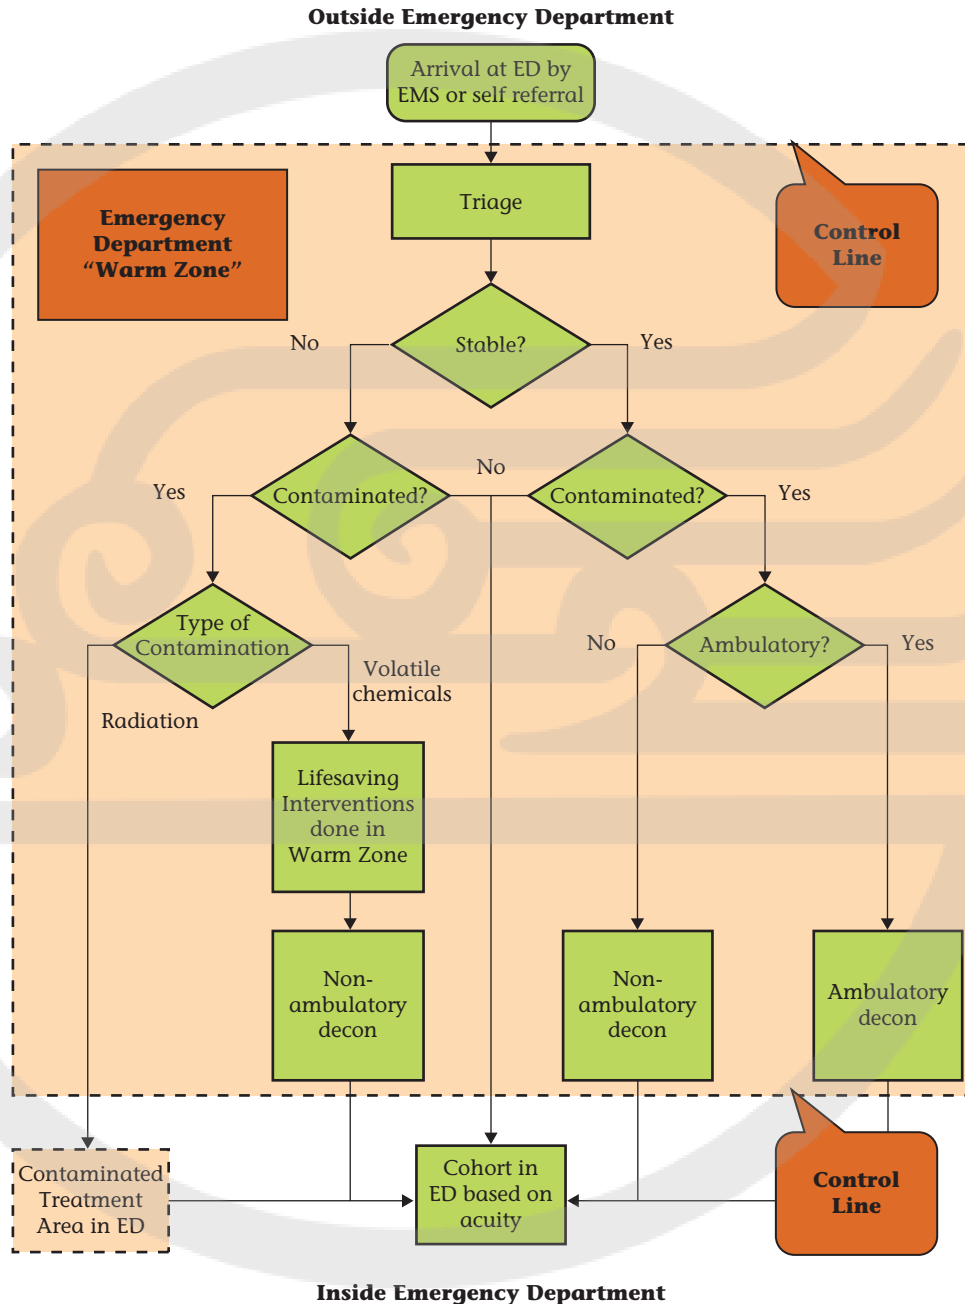 Outside Emergency Department
Arrival at ED by
EMS or self referral
Triage
Emergency
Department
“Warm Zone”
Control
Line
No
Stable?
Yes
Yes
Contaminated?
No
Contaminated?
Yes
Type of
Contamination
No
Ambulatory?
Yes
Radiation
Volatile
chemicals
Lifesaving
Interventions
done in
Warm Zone
Non-
ambulatory
decon
Non-
ambulatory
decon
Ambulatory
decon
Contaminated
Treatment
Area in ED
Cohort in
ED based on
acuity
Control
Line
Inside Emergency Department